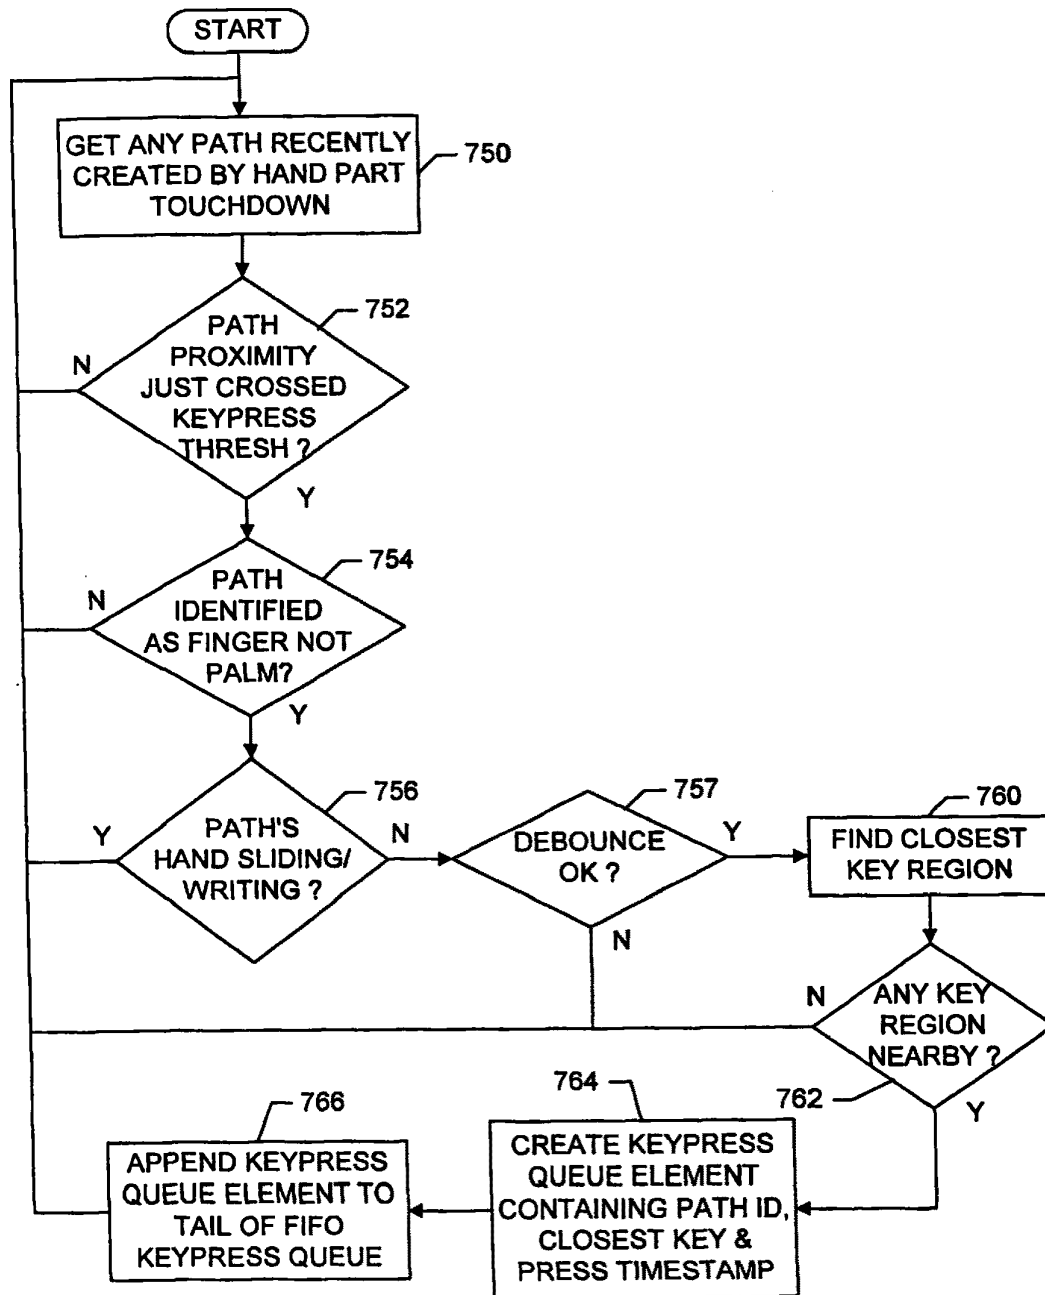 START
GET ANY PATH RECENTLY
CREATED BY HAND PART
TOUCHDOWN
750
752
PATH
PROXIMITY
JUST CROSSED
KEYPRESS
THRESH ?
N
Y
754
PATH
IDENTIFIED
AS FINGER NOT
PALM?
N
Y
756
PATH'S
HAND SLIDING/
WRITING ?
Y
N
757
DEBOUNCE
OK ?
Y
N
760
FIND CLOSEST
KEY REGION
ANY KEY
REGION
NEARBY ?
N
762
Y
764
CREATE KEYPRESS
QUEUE ELEMENT
CONTAINING PATH ID,
CLOSEST KEY &
PRESS TIMESTAMP
766
APPEND KEYPRESS
QUEUE ELEMENT TO
TAIL OF FIFO
KEYPRESS QUEUE